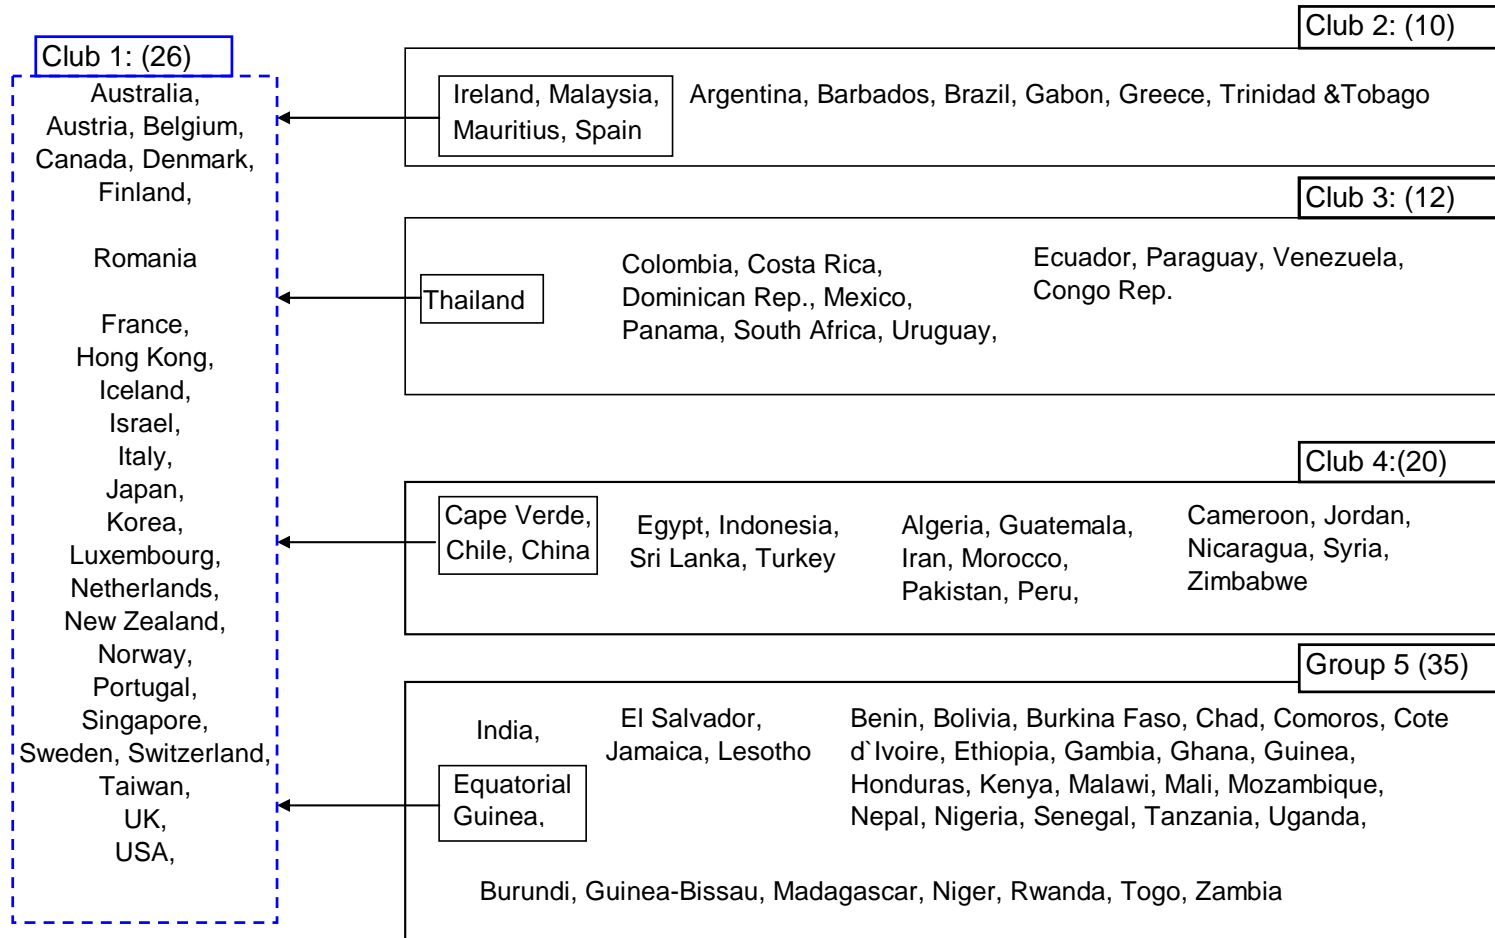 Club 1: (26)
Australia,
Austria, Belgium,
Canada, Denmark,
Finland,
Romania
France,
Hong Kong,
Iceland,
Israel,
Italy,
Japan,
Korea,
Luxembourg,
Netherlands,
New Zealand,
Norway,
Portugal,
Singapore,
Sweden, Switzerland,
Taiwan,
UK,
USA,
Club 2: (10)
Ireland, Malaysia,
Mauritius, Spain
Argentina, Barbados, Brazil, Gabon, Greece, Trinidad &Tobago
Club 3: (12)
Thailand
Colombia, Costa Rica,
Dominican Rep., Mexico,
Panama, South Africa, Uruguay,
Ecuador, Paraguay, Venezuela,
Congo Rep.
Club 4:(20)
Cape Verde,
Chile, China
Egypt, Indonesia,
Sri Lanka, Turkey
Algeria, Guatemala,
Iran, Morocco,
Pakistan, Peru,
Cameroon, Jordan,
Nicaragua, Syria,
Zimbabwe
Group 5 (35)
India,
Equatorial
Guinea,
El Salvador,
Jamaica, Lesotho
Benin, Bolivia, Burkina Faso, Chad, Comoros, Cote
d`Ivoire, Ethiopia, Gambia, Ghana, Guinea,
Honduras, Kenya, Malawi, Mali, Mozambique,
Nepal, Nigeria, Senegal, Tanzania, Uganda,
Burundi, Guinea-Bissau, Madagascar, Niger, Rwanda, Togo, Zambia